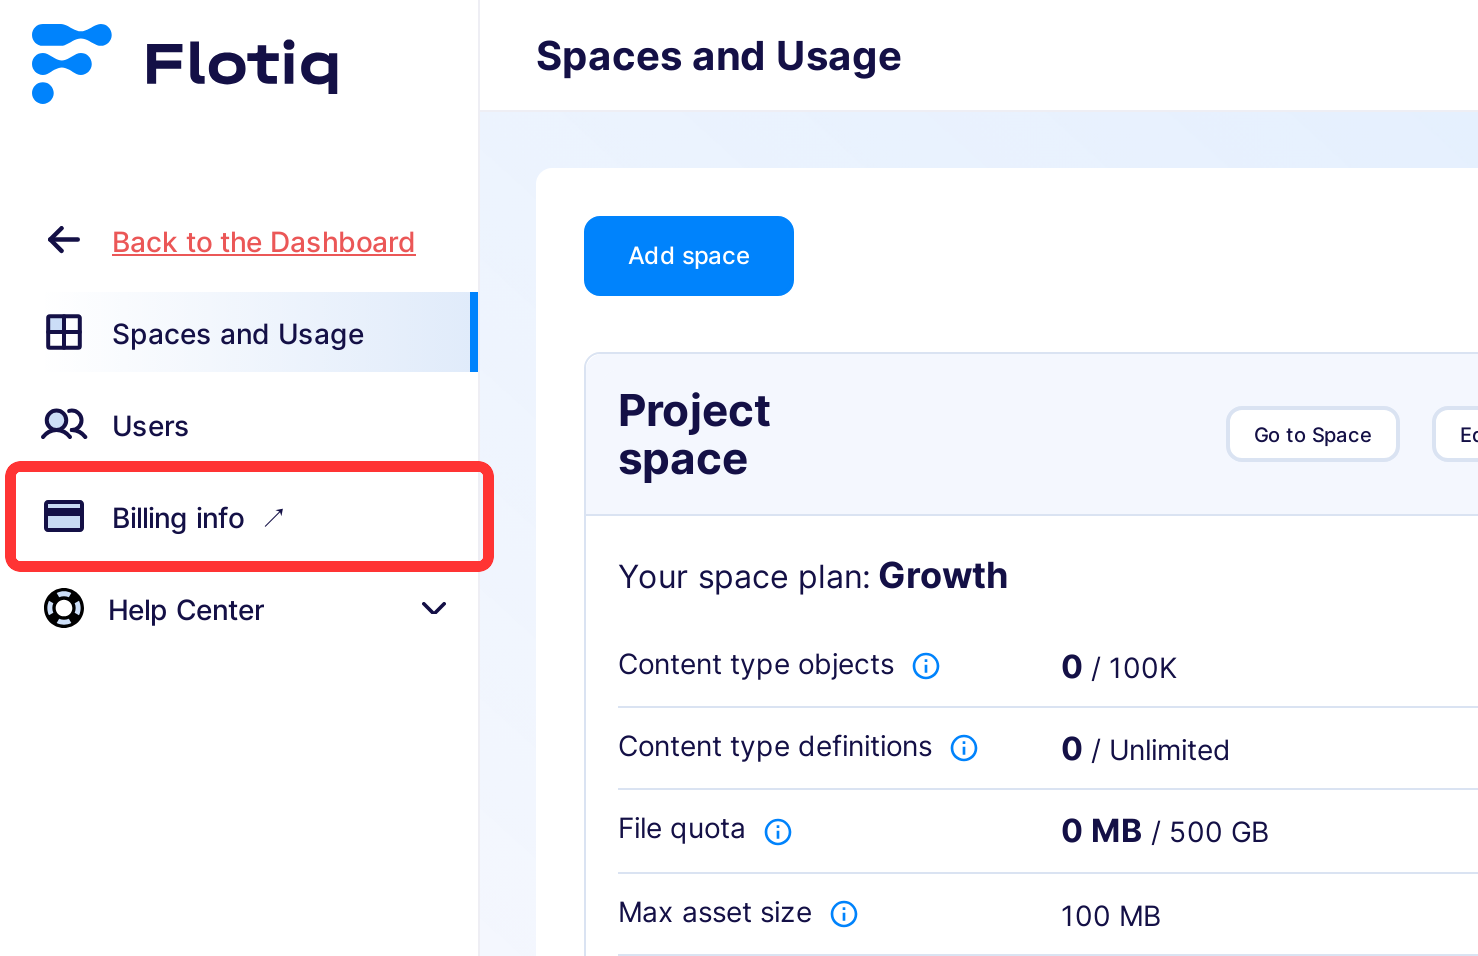 Flotiq
Spaces and Usage
Back to the Dashboard
Spaces and Usage
Users
Billing info ↗
Help Center
Add space
Project
space
Go to Space
Your space plan: Growth
Content type objects
0 / 100K
Content type definitions
0 / Unlimited
File quota
0 MB / 500 GB
Max asset size
100 MB